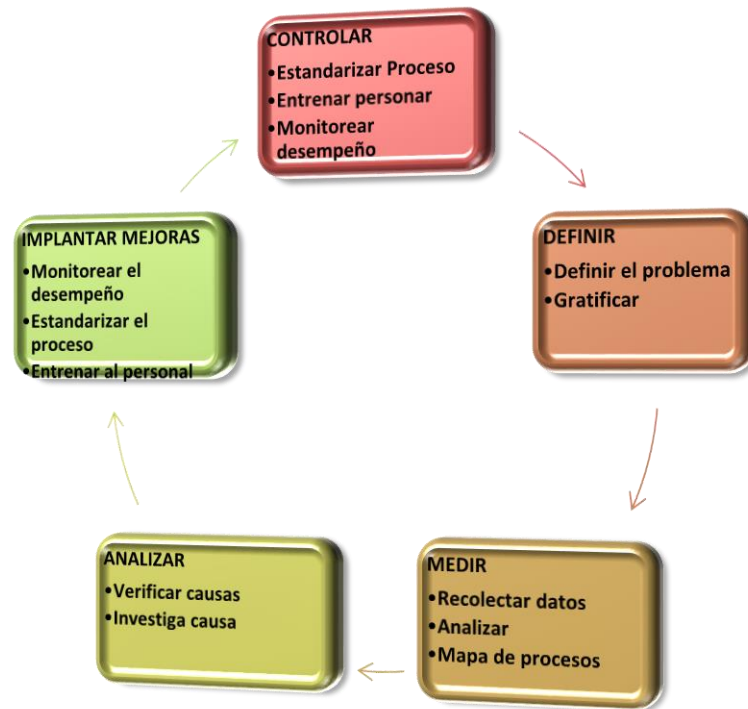 CONTROLAR
•Estandarizar Proceso
•Entrenar personar
•Monitorear
desempeño
DEFINIR
•Definir el problema
•Gratificar
MEDIR
•Recolectar datos
•Analizar
•Mapa de procesos
ANALIZAR
•Verificar causas
•Investiga causa
IMPLANTAR MEJORAS
•Monitorear el
desempeño
•Estandarizar el
proceso
•Entrenar al personal